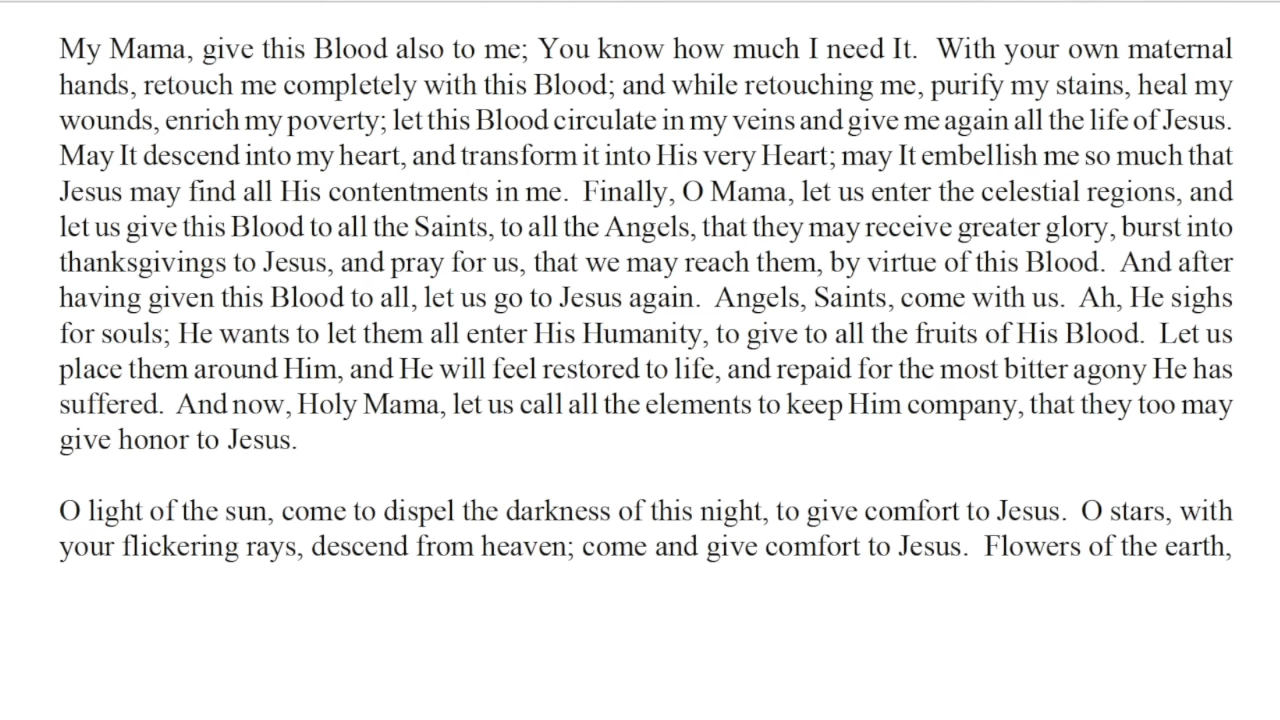 My Mama, give this Blood also to me; You know how much I need It.  With your own maternal
hands, retouch me completely with this Blood; and while retouching me, purify my stains, heal my
wounds, enrich my poverty; let this Blood circulate in my veins and give me again all the life of Jesus.
May It descend into my heart, and transform it into His very Heart; may It embellish me so much that
Jesus may find all His contentments in me.  Finally, O Mama, let us enter the celestial regions, and
let us give this Blood to all the Saints, to all the Angels, that they may receive greater glory, burst into
thanksgivings to Jesus, and pray for us, that we may reach them, by virtue of this Blood.  And after
having given this Blood to all, let us go to Jesus again.  Angels, Saints, come with us.  Ah, He sighs
for souls; He wants to let them all enter His Humanity, to give to all the fruits of His Blood.  Let us
place them around Him, and He will feel restored to life, and repaid for the most bitter agony He has
suffered.  And now, Holy Mama, let us call all the elements to keep Him company, that they too may
give honor to Jesus.

O light of the sun, come to dispel the darkness of this night, to give comfort to Jesus.  O stars, with
your flickering rays, descend from heaven; come and give comfort to Jesus.  Flowers of the earth,